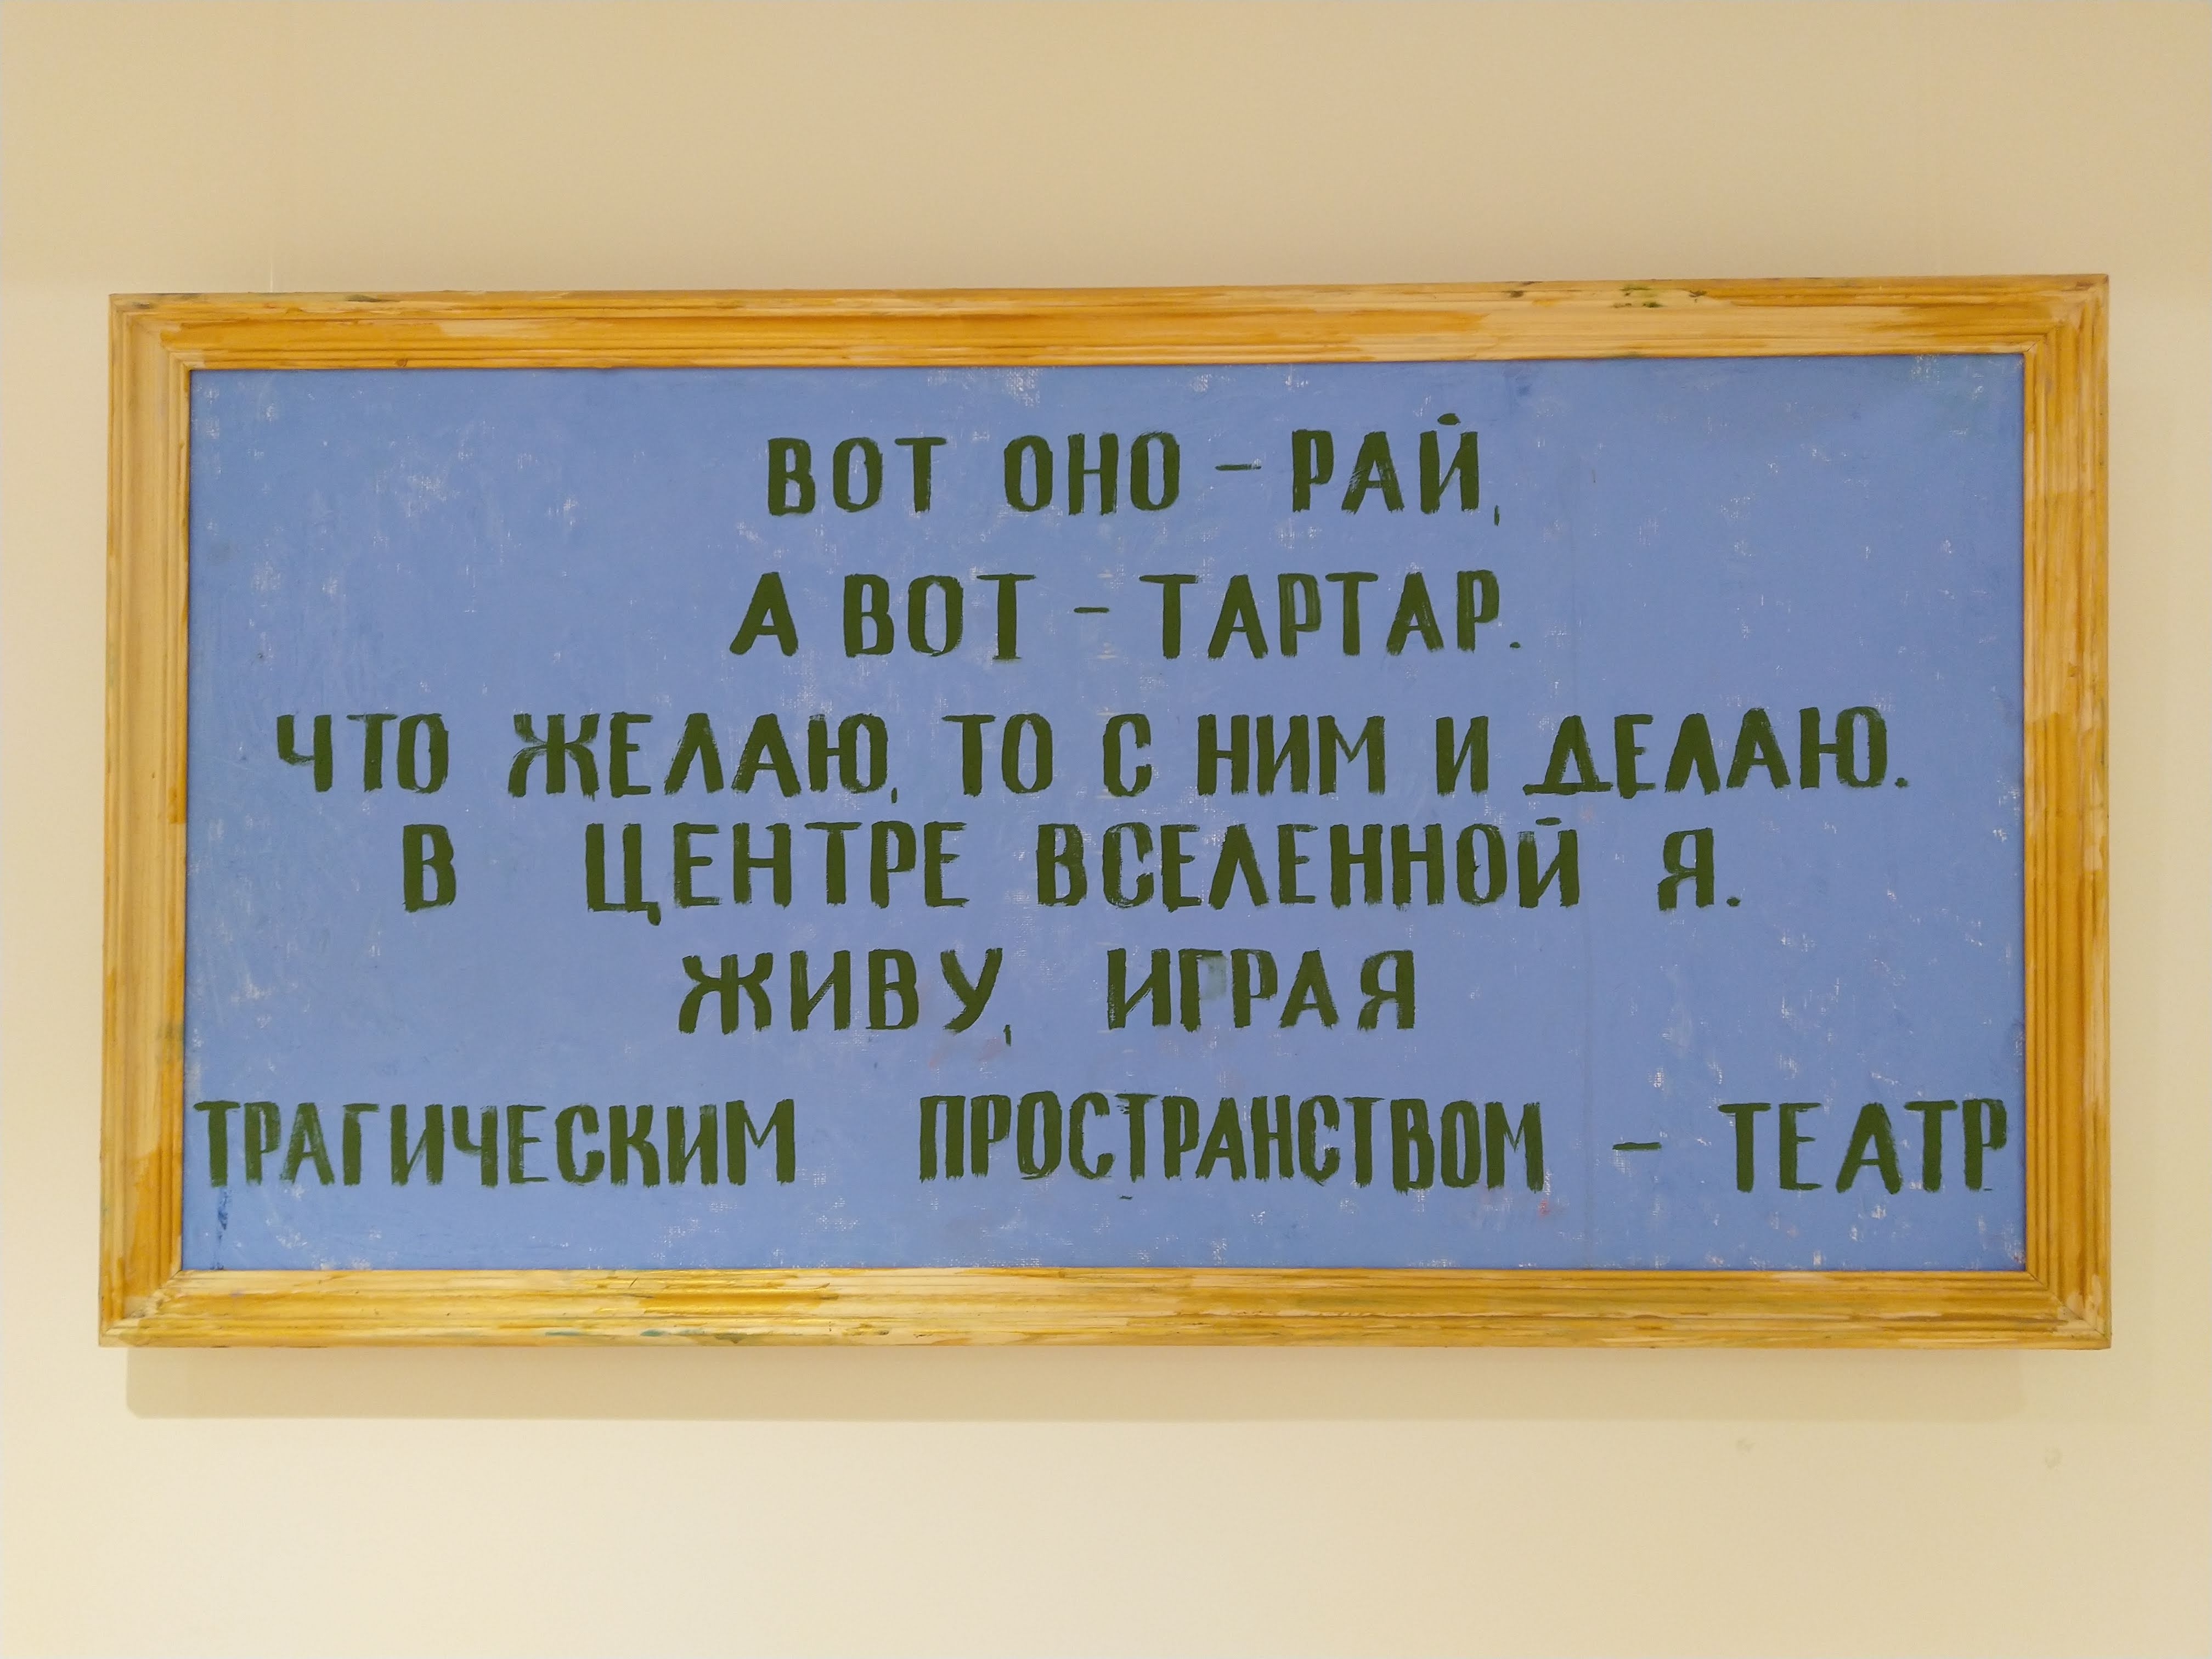 ВОТ ОНО – РАЙ,
А ВОТ – ТАРТАР.
ЧТО ЖЕЛАЮ, ТО С НИМ И ДЕЛАЮ.
В ЦЕНТРЕ ВСЕЛЕННОЙ Я.
ЖИВУ, ИГРАЯ
ТРАГИЧЕСКИМ ПРОСТРАНСТВОМ – ТЕАТР